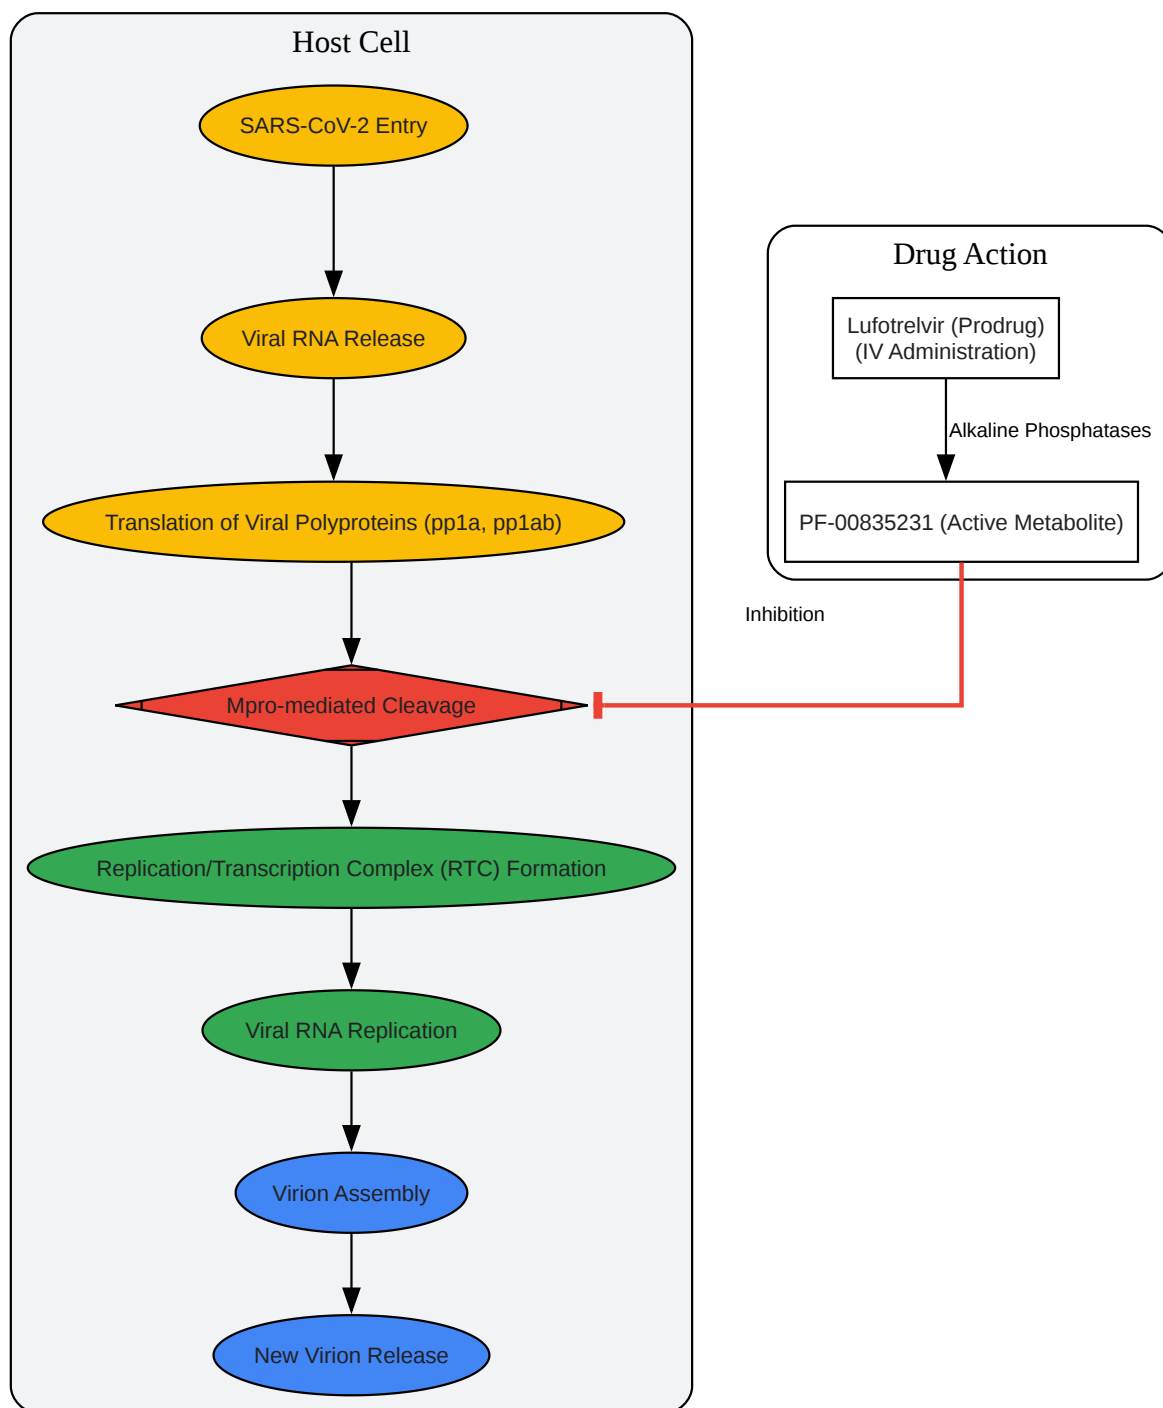 Host Cell
SARS-CoV-2 Entry
Viral RNA Release
Translation of Viral Polyproteins (pp1a, pp1ab)
Mpro-mediated Cleavage
Replication/Transcription Complex (RTC) Formation
Viral RNA Replication
Virion Assembly
New Virion Release
Drug Action
Lufotrelvir (Prodrug)
(IV Administration)
Alkaline Phosphatases
PF-00835231 (Active Metabolite)
Inhibition